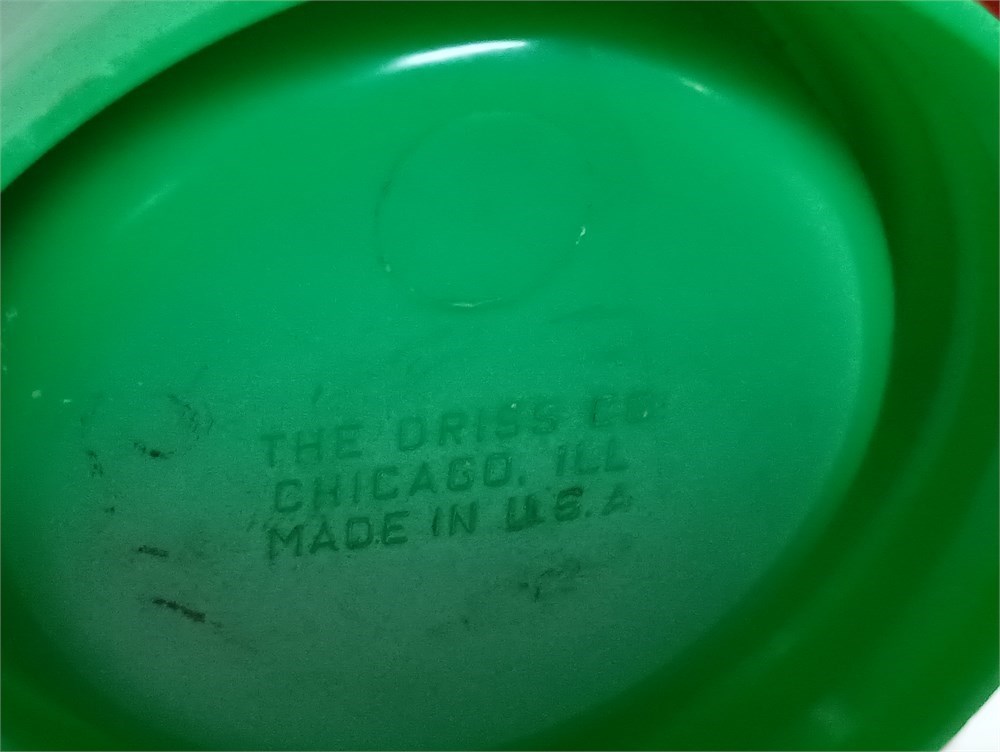 THE DRISS CO.
CHICAGO, ILL
MADE IN U.S.A